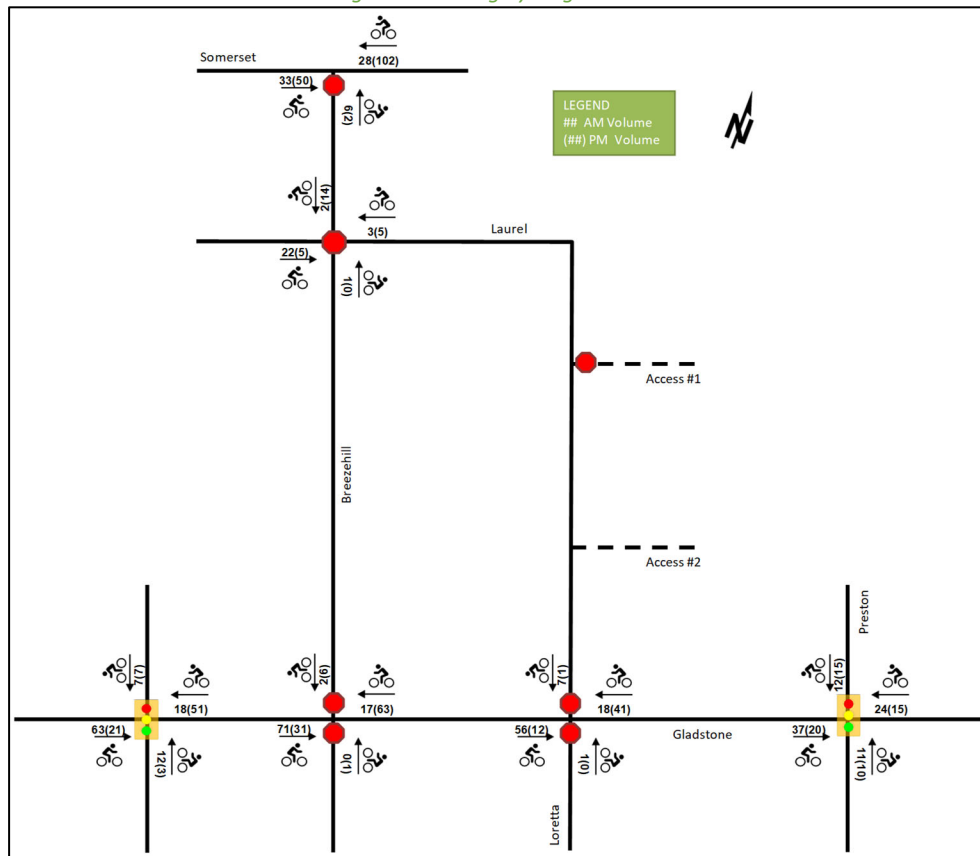 Somerset
28(102)
33(50)
6(2)
LEGEND
## AM Volume
(##) PM Volume
N
2(14)
3(5)
Laurel
22(5)
1(0)
Access #1
Breezehill
Access #2
Preston
7(7)
18(51)
2(6)
17(63)
7(1)
18(41)
12(15)
24(15)
63(21)
12(3)
71(31)
0(1)
56(12)
1(0)
Gladstone
37(20)
11(10)
Loretta